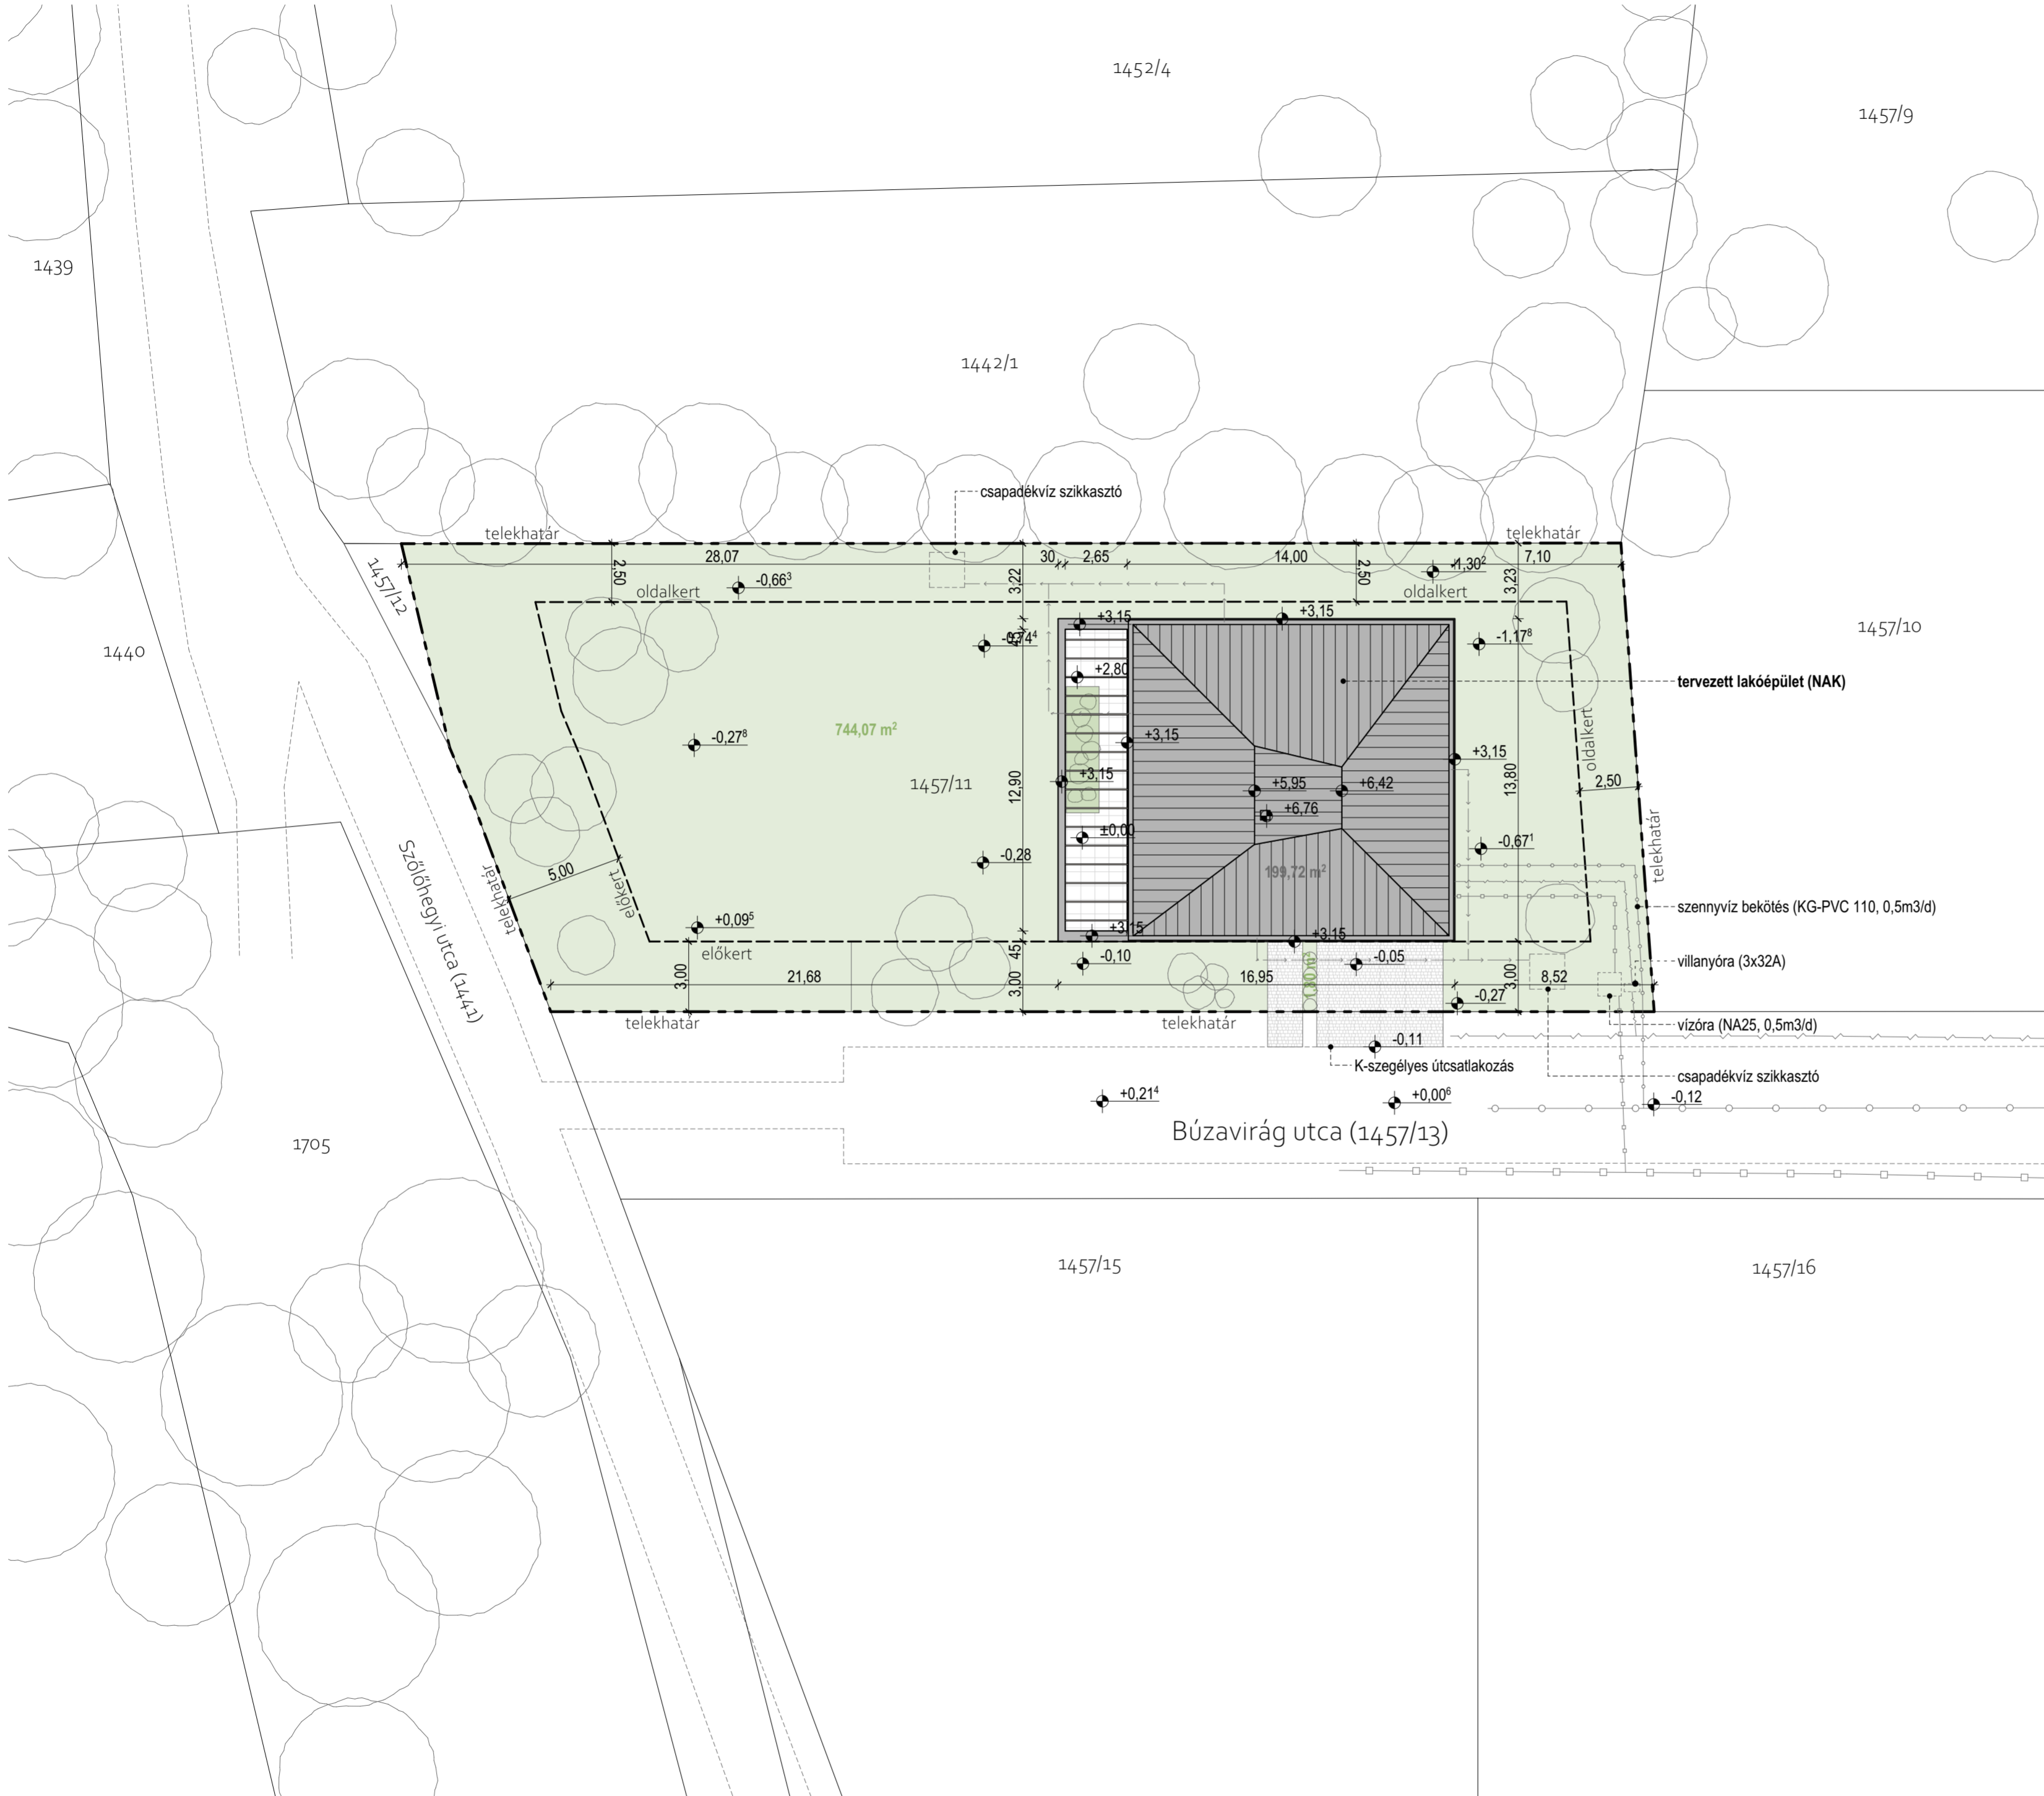 1452/4
1457/9
1439
1442/1
csapadékvíz szikkasztó
telekhatár
telekhatár
28,07
30
2,65
14,00
7,10
1457/12
2,50
3,22
2,50
-1,30²
3,23
-0,66³
oldalkert
oldalkert
+3,15
+3,15
1457/10
-1,17⁸
1440
+2,80
tervezett lakóépület (NAK)
744,07 m²
-0,27⁸
+3,15
oldalkert
+3,15
1457/11
12,90
+3,15
+5,95
+6,42
13,80
2,50
+6,76
±0,00
Szőlőhegyi utca (1441)
-0,28
-0,67¹
telekhatár
5,00
199,72 m²
telekhatár
előkert
szennyvíz bekötés (KG-PVC 110, 0,5m3/d)
+0,09⁵
+3,15
+3,15
előkert
45
-0,10
-0,05
villanyóra (3x32A)
3,00
21,68
3,00
16,95
3,00
8,52
-0,27
telekhatár
telekhatár
vízóra (NA25, 0,5m3/d)
-0,11
K-szegélyes útcsatlakozás
csapadékvíz szikkasztó
+0,21⁴
+0,00⁶
-0,12
Búzavirág utca (1457/13)
1705
1457/15
1457/16